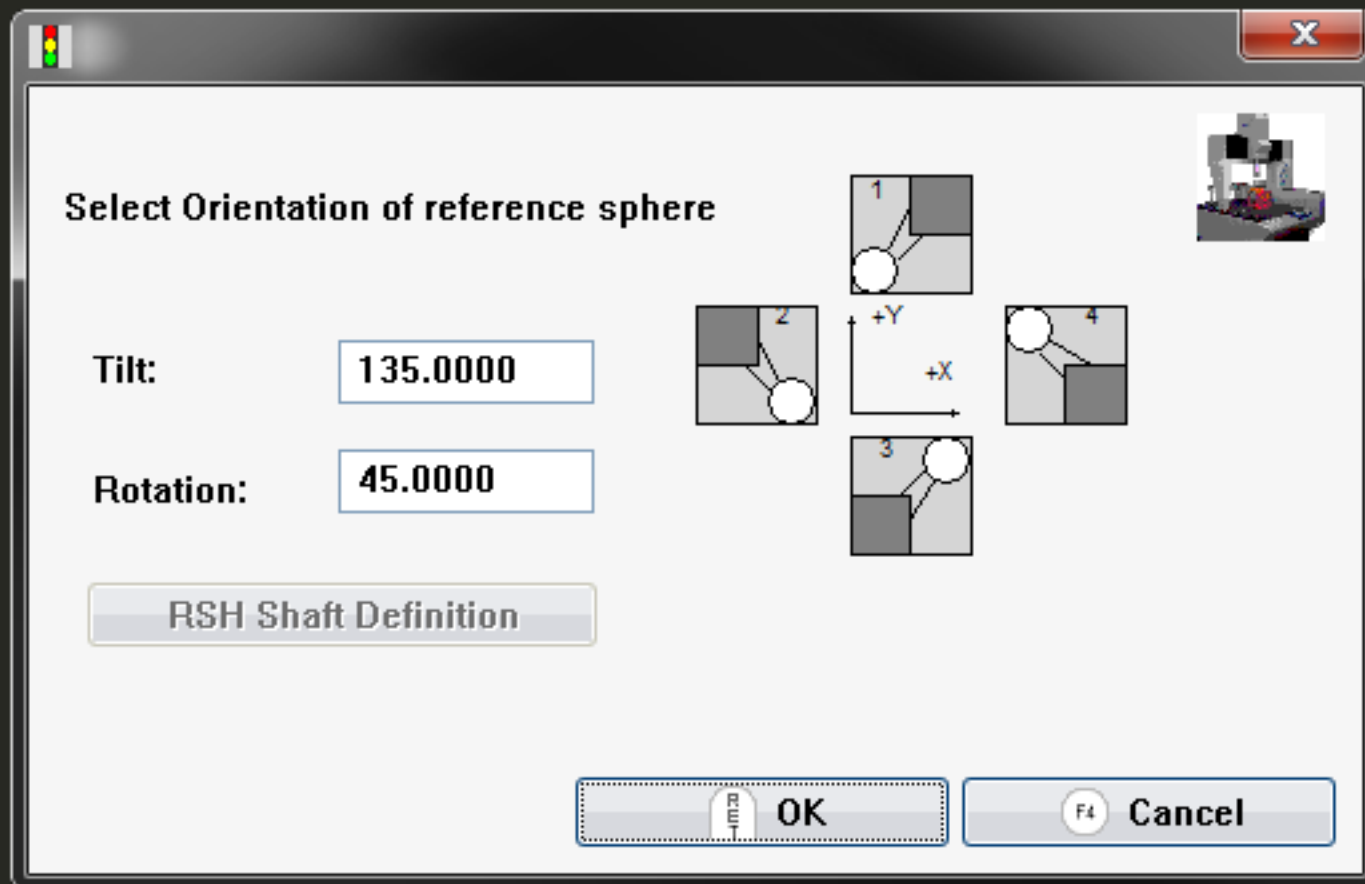 X
Select Orientation of reference sphere
1
2
+Y
4
Tilt:
135.0000
+X
3
Rotation:
45.0000
RSH Shaft Definition
RET
OK
F4
Cancel